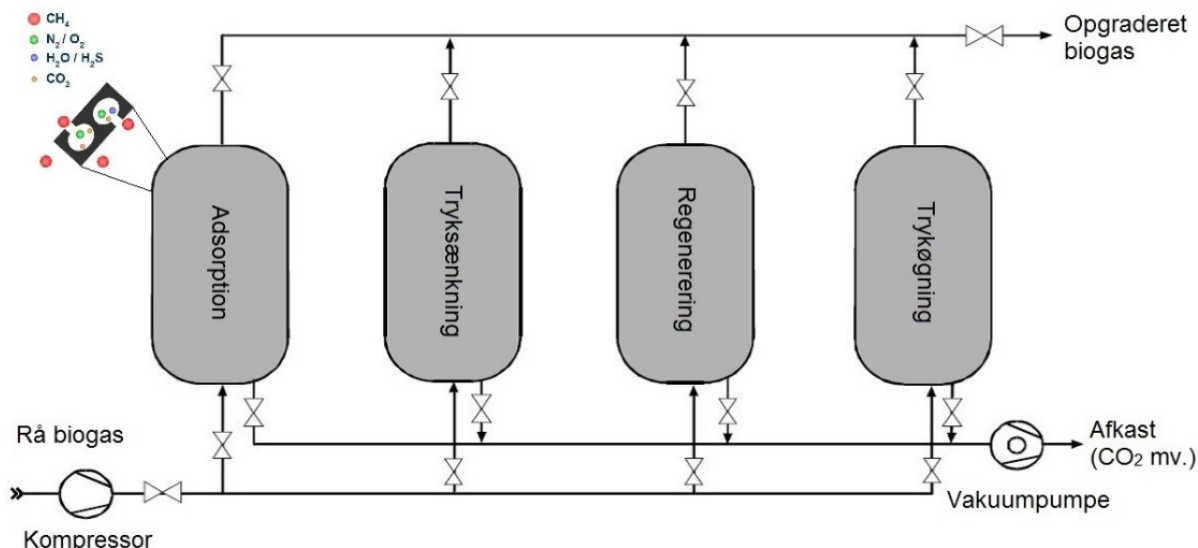 CH₄
N₂ / O₂
H₂O / H₂S
CO₂
Opgraderet
biogas
Adsorption
Tryksænkning
Regenerering
Trykøgning
Rå biogas
Kompressor
Afkast
(CO₂ mv.)
Vakuumpumpe